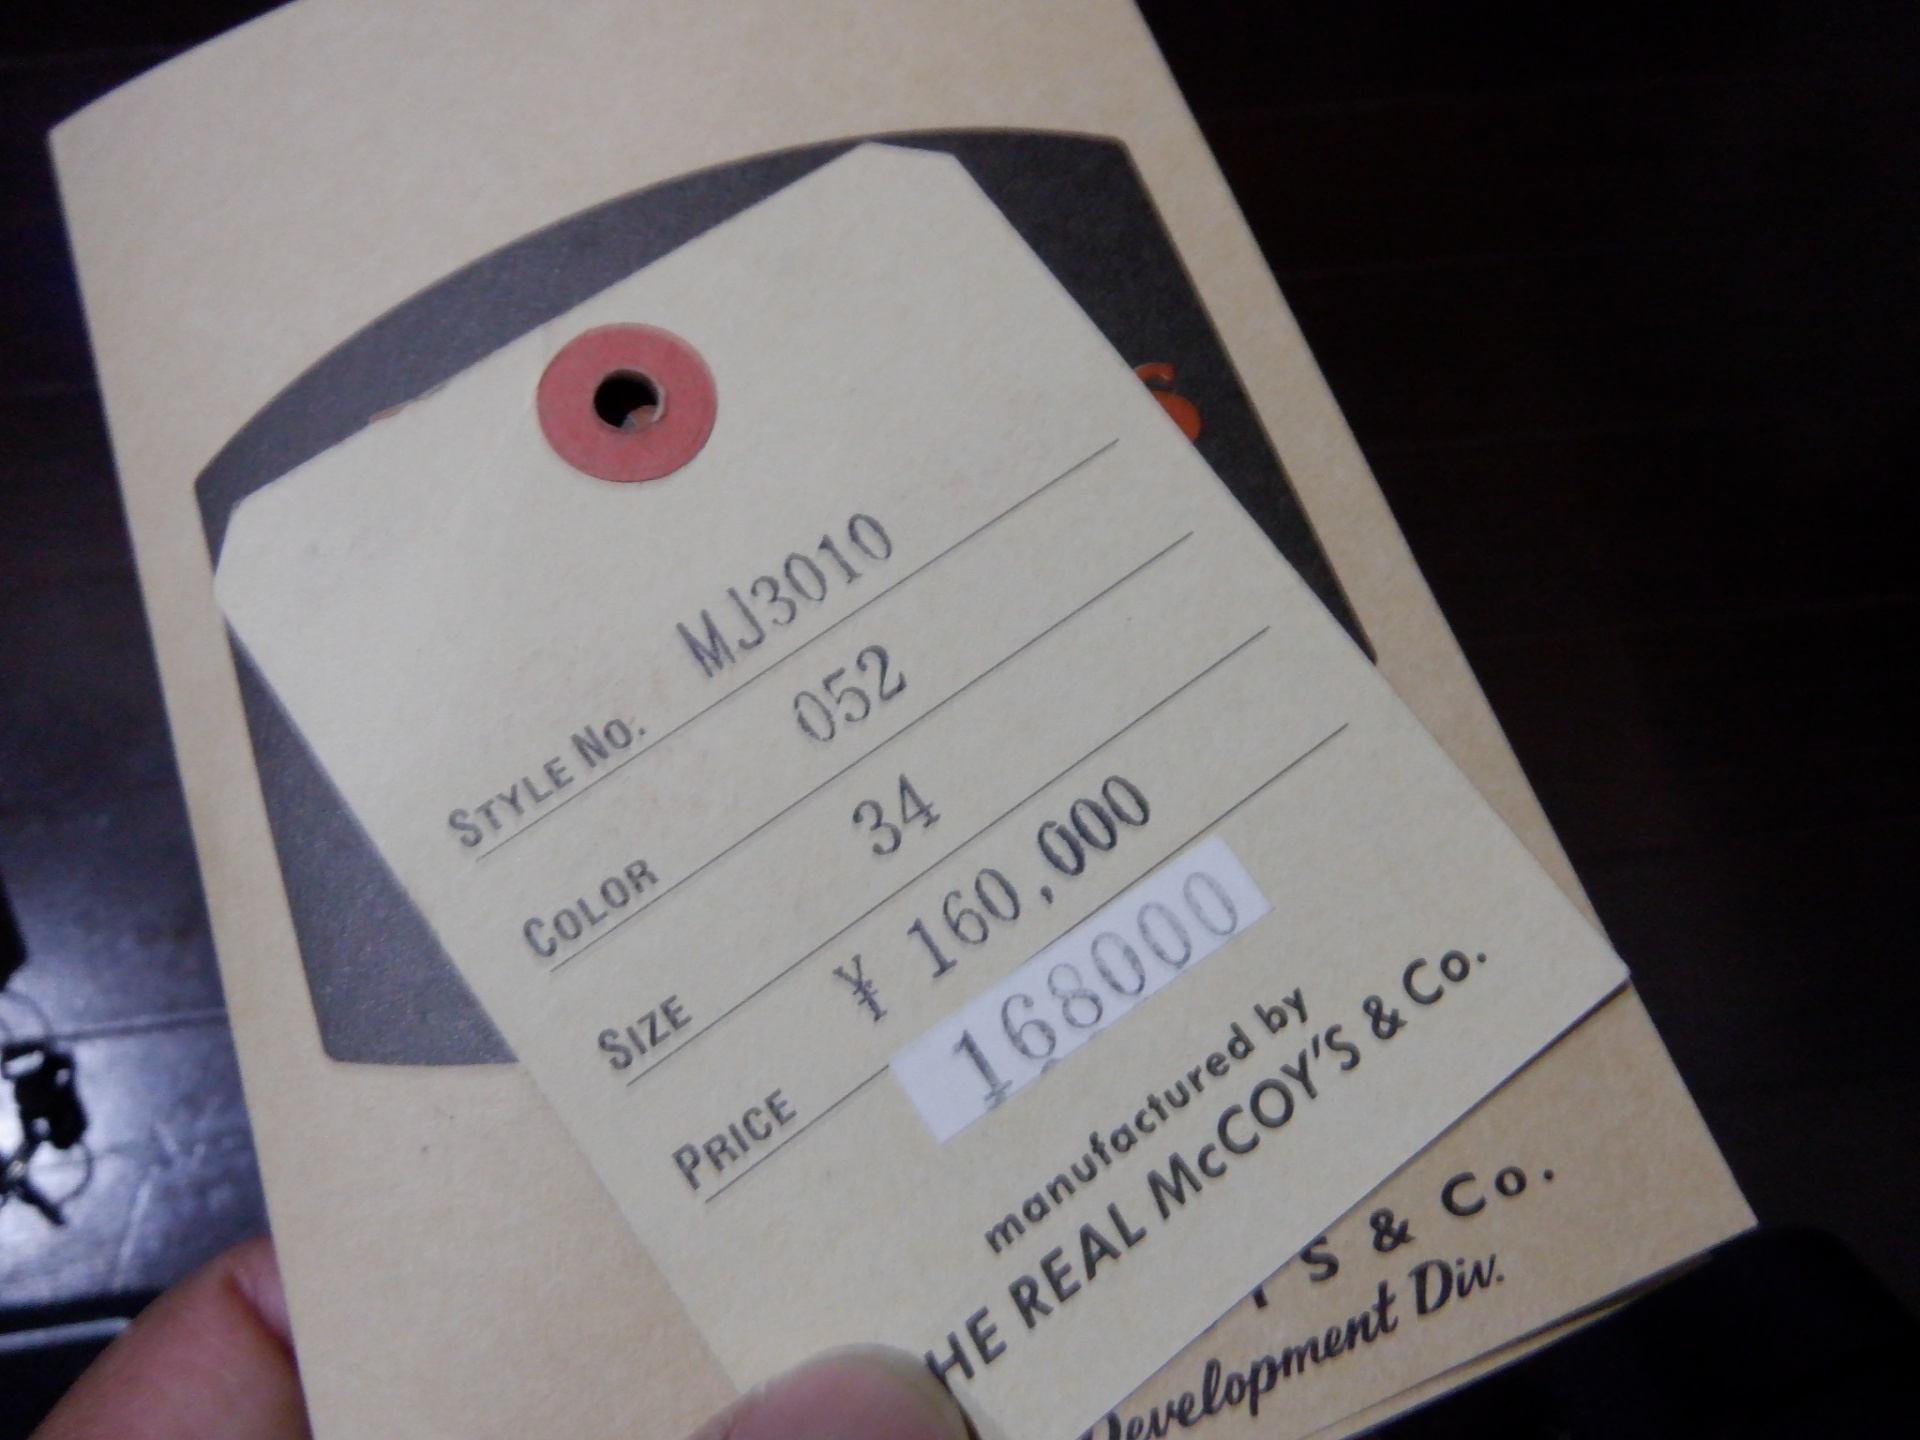 STYLE NO. MJ3010
COLOR 052
SIZE 34
PRICE ¥ 160,000
168000
manufactured by
HE REAL McCOY'S & Co.
S & Co.
Development Div.